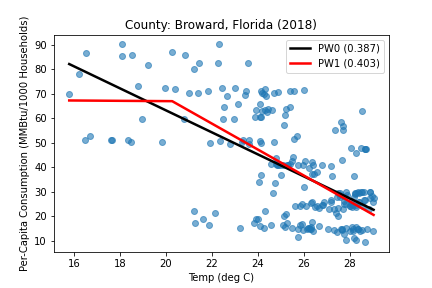 County: Broward, Florida (2018)
Per-Capita Consumption (MMBtu/1000 Households)
90
80
70
60
50
40
30
20
10
PW0 (0.387)
PW1 (0.403)
16 18 20 22 24 26 28
Temp (deg C)